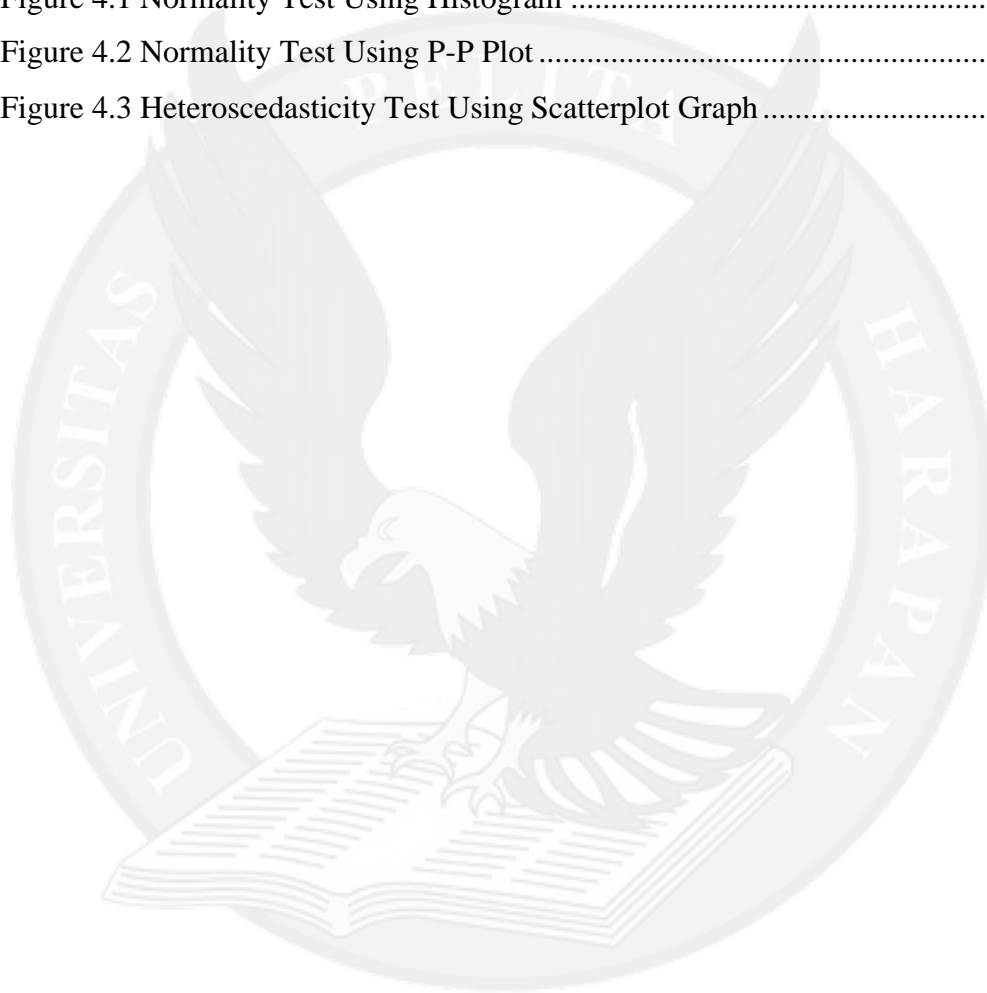 Figure 4.1 Normality Test Using Histogram ............................................
Figure 4.2 Normality Test Using P-P Plot ...............................................
Figure 4.3 Heteroscedasticity Test Using Scatterplot Graph ........................
UNIVERSITAS PELITA HARAPAN